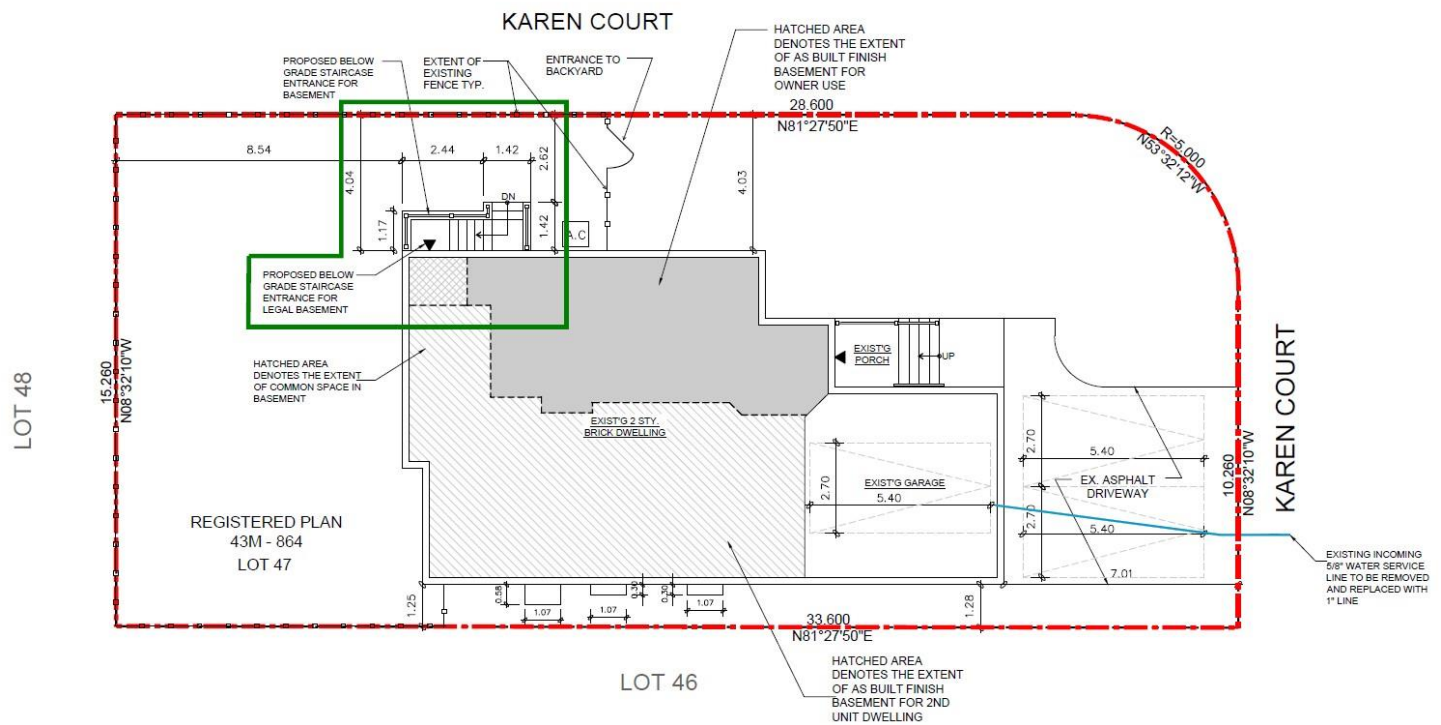 KAREN COURT
HATCHED AREA
DENOTES THE EXTENT
OF AS BUILT FINISH
BASEMENT FOR
OWNER USE
PROPOSED BELOW
GRADE STAIRCASE
ENTRANCE FOR
BASEMENT
EXTENT OF
EXISTING
FENCE TYP.
ENTRANCE TO
BACKYARD
28.600
N81°27'50"E
R=5.000
N53°32'12"W
8.54
2.44
1.42
2.62
4.04
4.03
DN
1.17
1.42
A.C
PROPOSED BELOW
GRADE STAIRCASE
ENTRANCE FOR
LEGAL BASEMENT
HATCHED AREA
DENOTES THE EXTENT
OF COMMON SPACE IN
BASEMENT
EXIST'G
PORCH
UP
LOT 48
15.260
N08°32'10"W
EXIST'G 2 STY.
BRICK DWELLING
2.70
EXIST'G GARAGE
5.40
2.70
5.40
EX. ASPHALT
DRIVEWAY
2.70
5.40
7.01
10.260
N08°32'10"W
KAREN COURT
EXISTING INCOMING
5/8" WATER SERVICE
LINE TO BE REMOVED
AND REPLACED WITH
1" LINE
REGISTERED PLAN
43M - 864
LOT 47
1.25
0.58
1.07
0.30
1.07
0.30
1.07
1.28
33.600
N81°27'50"E
LOT 46
HATCHED AREA
DENOTES THE EXTENT
OF AS BUILT FINISH
BASEMENT FOR 2ND
UNIT DWELLING